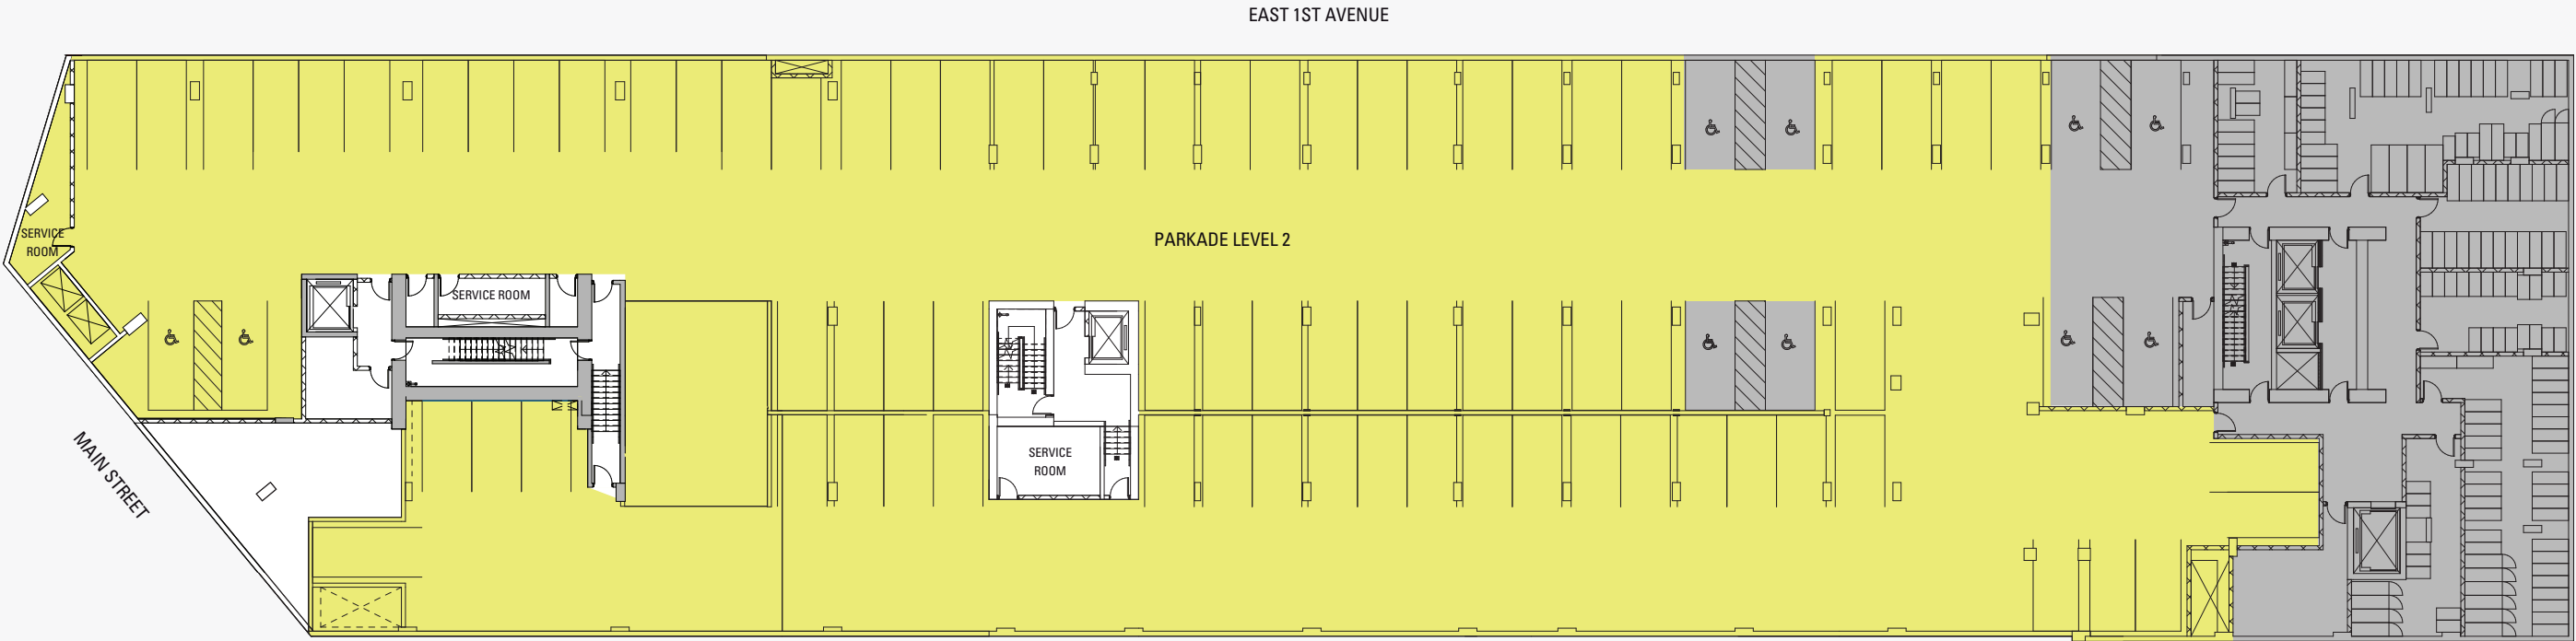 EAST 1ST AVENUE
PARKADE LEVEL 2
SERVICE
ROOM
SERVICE ROOM
SERVICE
ROOM
MAIN STREET